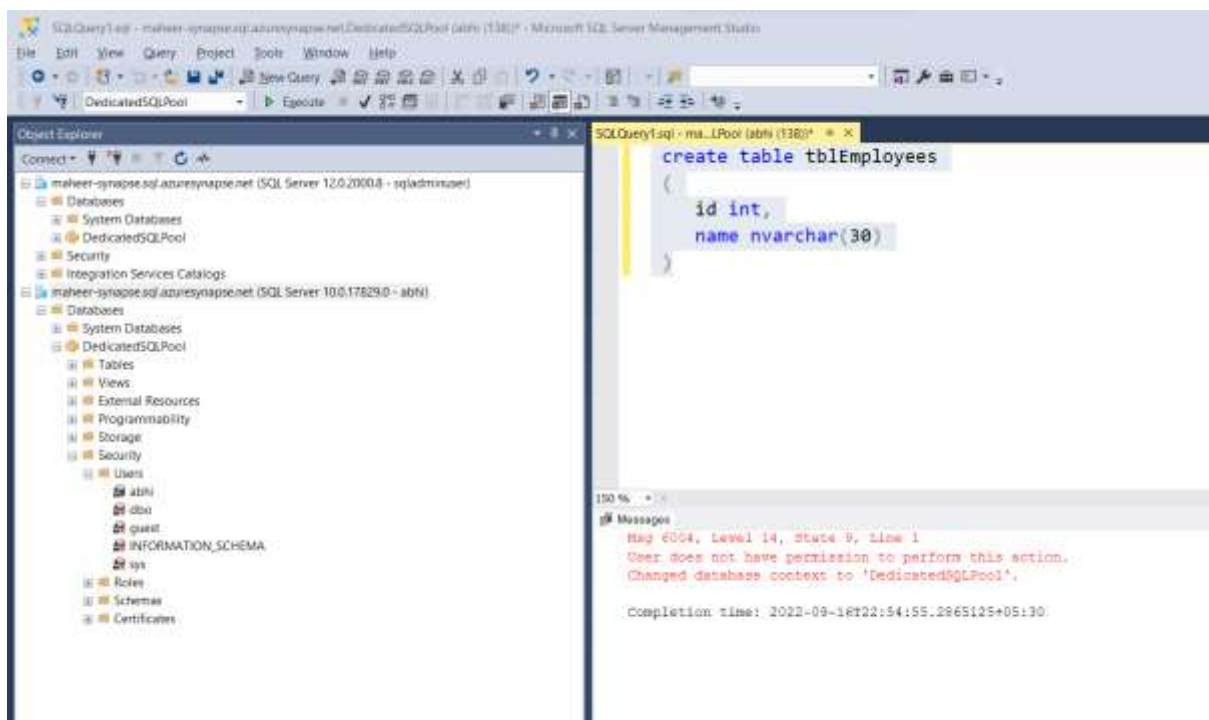 SQLQuery1.sql - maheer-synapse.sql.azuresynapse.net.DedicatedSQLPool (abhi (138))* - Microsoft SQL Server Management Studio
File Edit View Query Project Tools Window Help
New Query
DedicatedSQLPool Execute
Object Explorer
Connect
maheer-synapse.sql.azuresynapse.net (SQL Server 12.0.2000.8 - sqladminuser)
Databases
System Databases
DedicatedSQLPool
Security
Integration Services Catalogs
maheer-synapse.sql.azuresynapse.net (SQL Server 10.0.17829.0 - abhi)
Databases
System Databases
DedicatedSQLPool
Tables
Views
External Resources
Programmability
Storage
Security
Users
abhi
dbo
guest
INFORMATION_SCHEMA
sys
Roles
Schemas
Certificates
SQLQuery1.sql - ma...LPool (abhi (138))*
create table tblEmployees
(
id int,
name nvarchar(30)
)
150 %
Messages
Msg 6004, Level 14, State 9, Line 1
User does not have permission to perform this action.
Changed database context to 'DedicatedSQLPool'.
Completion time: 2022-09-16T22:54:55.2865125+05:30